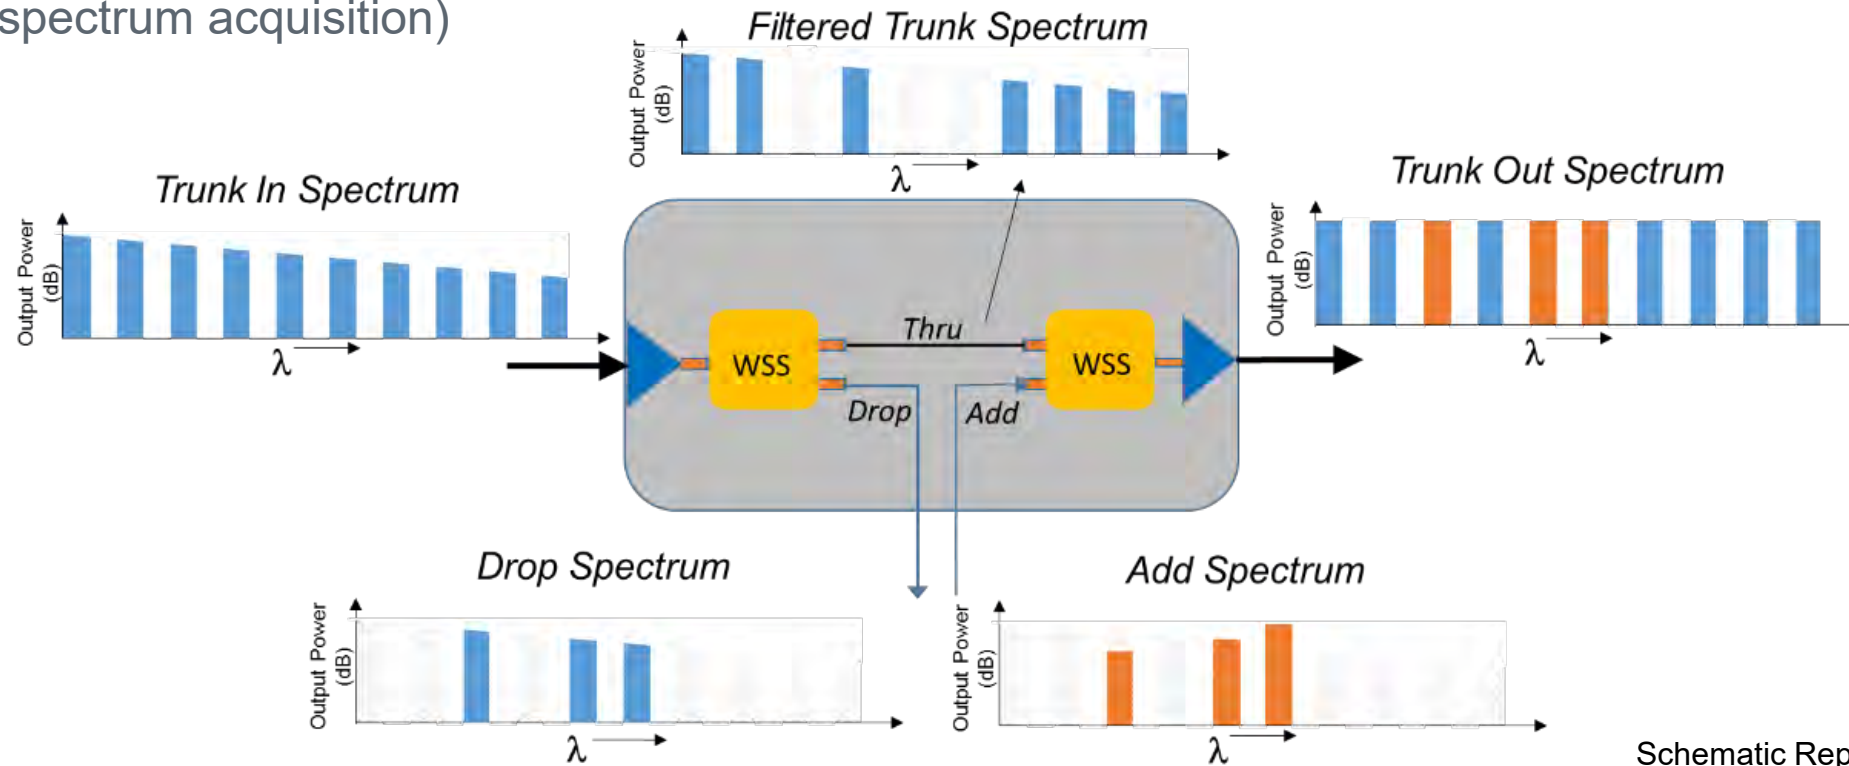 spectrum acquisition)
Filtered Trunk Spectrum
Output Power
(dB)
λ
Trunk In Spectrum
Output Power
(dB)
λ
Trunk Out Spectrum
Output Power
(dB)
λ
WSS
Thru
WSS
Drop
Add
Drop Spectrum
Output Power
(dB)
λ
Add Spectrum
Output Power
(dB)
λ
Schematic Rep